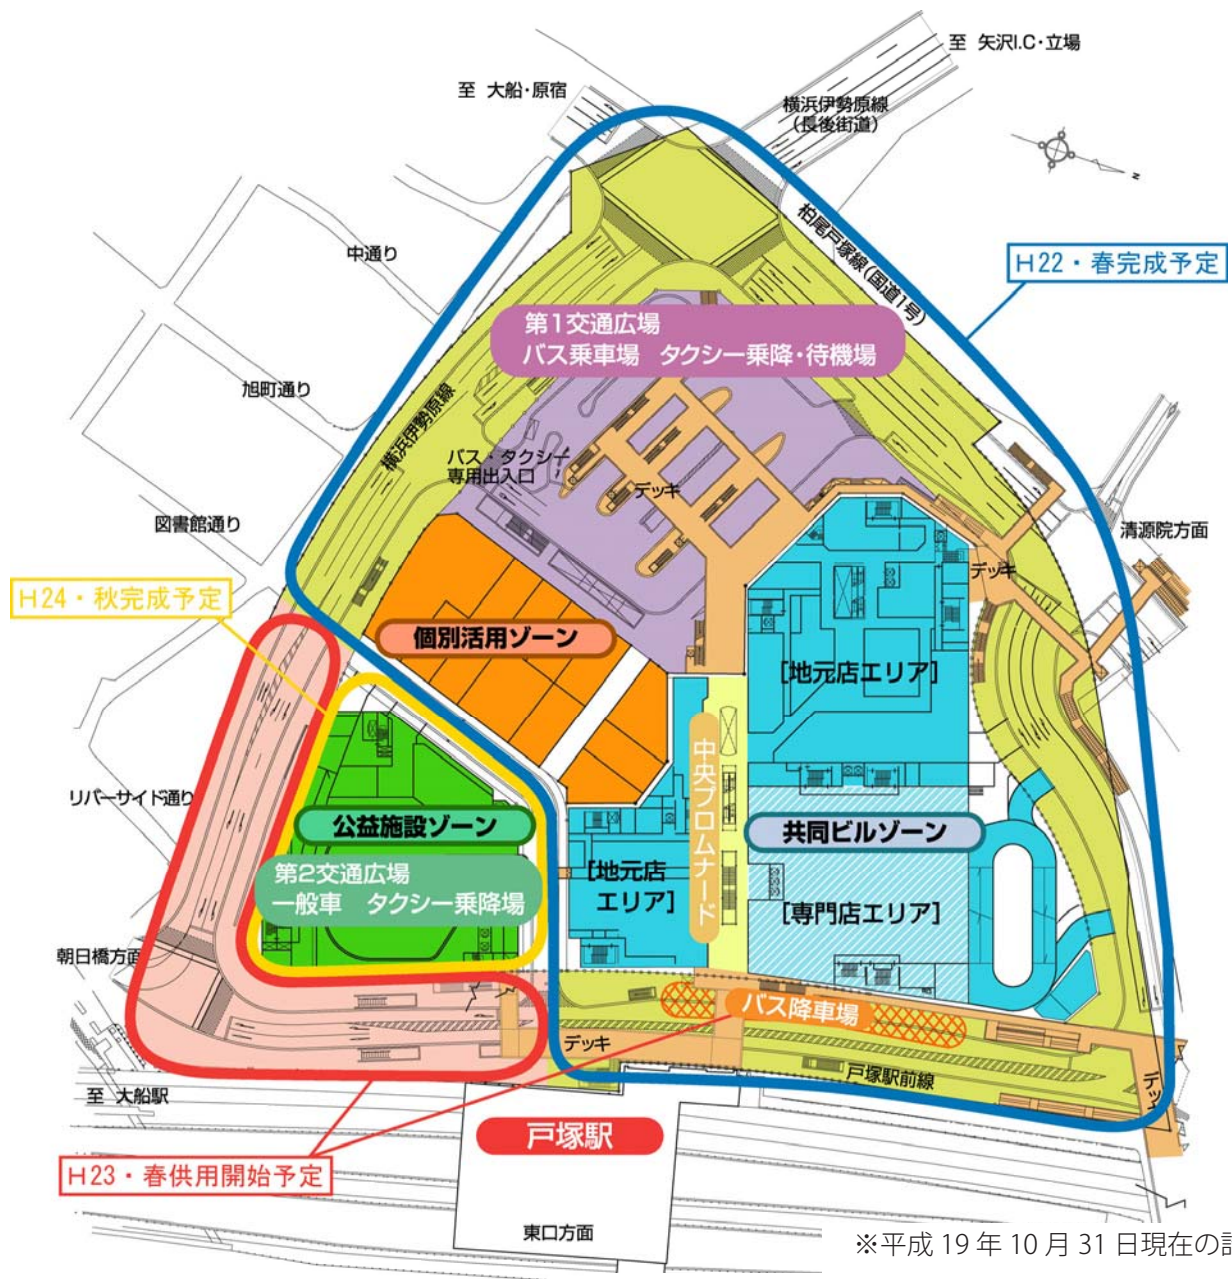 至 矢沢I.C・立場
至 大船・原宿
横浜伊勢原線
(長後街道)
N
柏尾戸塚線(国道1号)
中通り
H22・春完成予定
第1交通広場
バス乗車場 タクシー乗降・待機場
旭町通り
横浜伊勢原線
バス・タクシー
専用出入口
デッキ
図書館通り
清源院方面
デッキ
H24・秋完成予定
個別活用ゾーン
[地元店エリア]
中央プロムナード
リバーサイド通り
公益施設ゾーン
共同ビルゾーン
第2交通広場
一般車 タクシー乗降場
[地元店
エリア]
[専門店エリア]
朝日橋方面
バス降車場
デッキ
戸塚駅前線
デッキ
至 大船駅
戸塚駅
H23・春供用開始予定
東口方面
※平成 19 年 10 月 31 日現在の